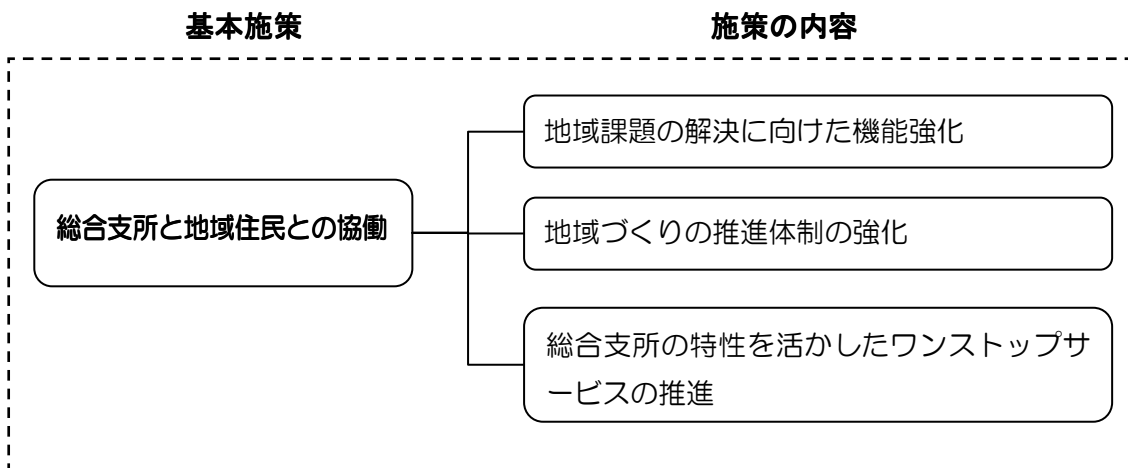 基本施策
施策の内容
地域課題の解決に向けた機能強化
総合支所と地域住民との協働
地域づくりの推進体制の強化
総合支所の特性を活かしたワンストップサ
ービスの推進